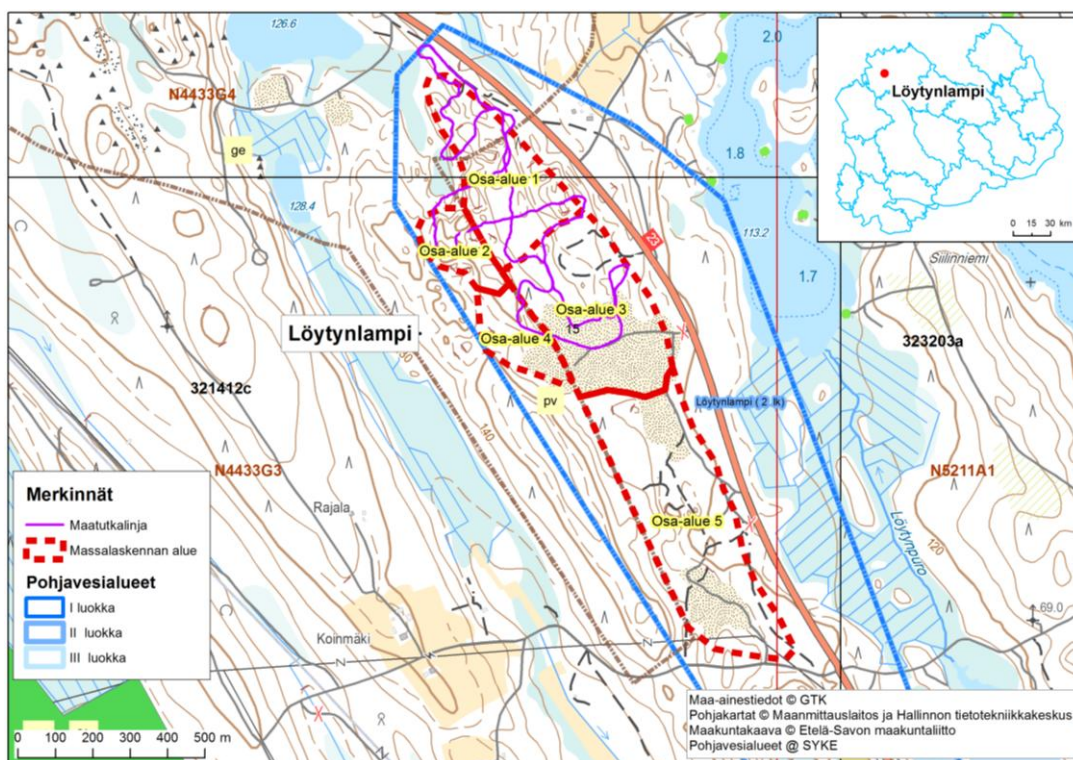 126.6
2.0
N4433G4
ge
Löytynlampi
0 15 30 km
1.8
Osa-alue 1
128.4
113.2
23
Osa-alue 2
1.7
Siilinniemi
Osa-alue 3
15
Löytynlampi
Osa-alue 4
323203a
321412c
pv
Löytynlampi ( 2 lk)
140
N4433G3
N5211A1
Merkinnät
Maatutkalinja
Massalaskennan alue
Pohjavesialueet
I luokka
II luokka
III luokka
Rajala
Osa-alue 5
Löytynpuro
120
69.0
Koinmäki
0 100 200 300 400 500 m
Maa-ainestiedot © GTK
Pohjakartat © Maanmittauslaitos ja Hallinnon tietotekniikkakeskus
Maakuntakaava © Etelä-Savon maakuntaliitto
Pohjavesialueet @ SYKE